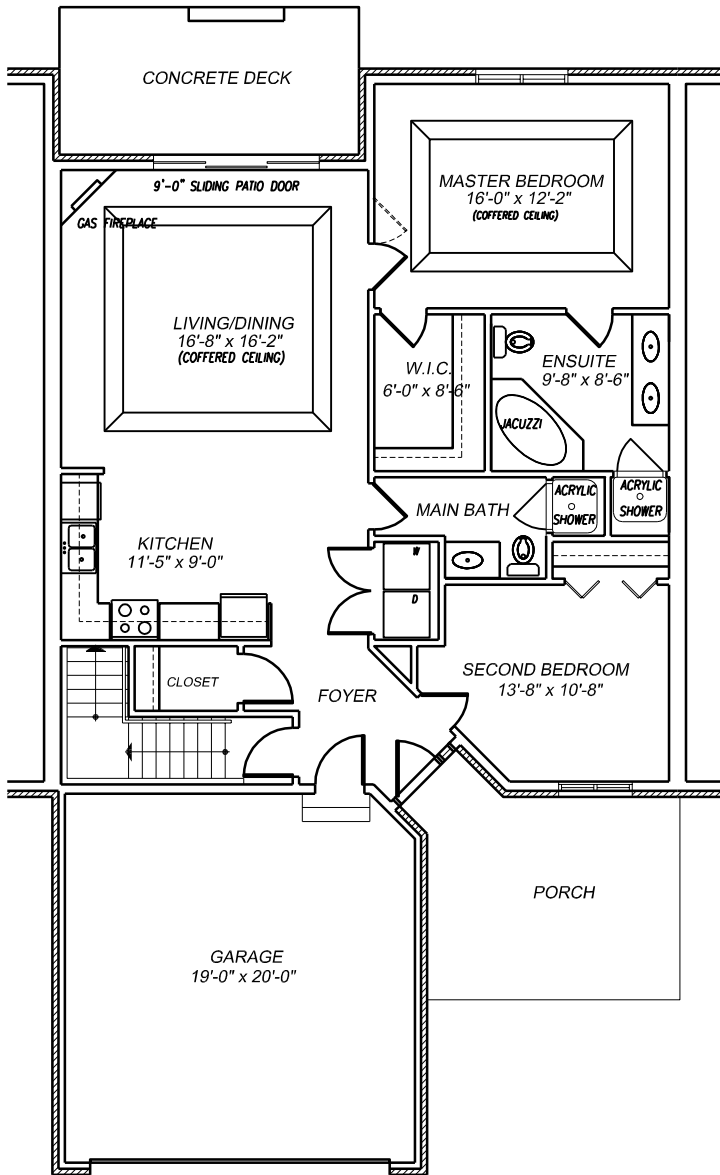 CONCRETE DECK
9'-0" SLIDING PATIO DOOR
GAS FIREPLACE
MASTER BEDROOM
16'-0" x 12'-2"
(COFFERED CEILING)
LIVING/DINING
16'-8" x 16'-2"
(COFFERED CEILING)
W.I.C.
6'-0" x 8'-6"
ENSUITE
9'-8" x 8'-6"
JACUZZI
MAIN BATH
ACRYLIC
SHOWER
ACRYLIC
SHOWER
KITCHEN
11'-5" x 9'-0"
W
D
CLOSET
FOYER
SECOND BEDROOM
13'-8" x 10'-8"
PORCH
GARAGE
19'-0" x 20'-0"